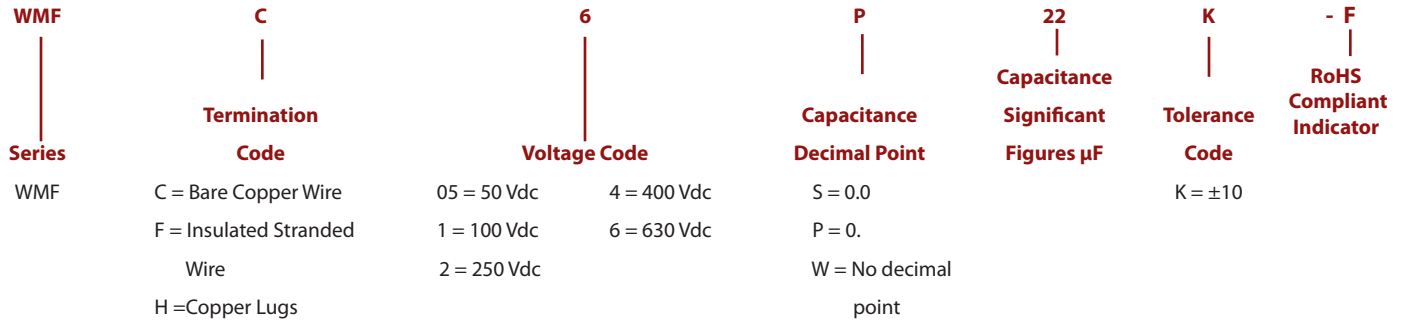 WMF C 6 P 22 K - F
Capacitance RoHS
Termination Capacitance Significant Tolerance Compliant
Series Code Voltage Code Decimal Point Figures µF Code Indicator
WMF C = Bare Copper Wire 05 = 50 Vdc 4 = 400 Vdc S = 0.0 K = ±10
F = Insulated Stranded 1 = 100 Vdc 6 = 630 Vdc P = 0.
Wire 2 = 250 Vdc W = No decimal
H =Copper Lugs point